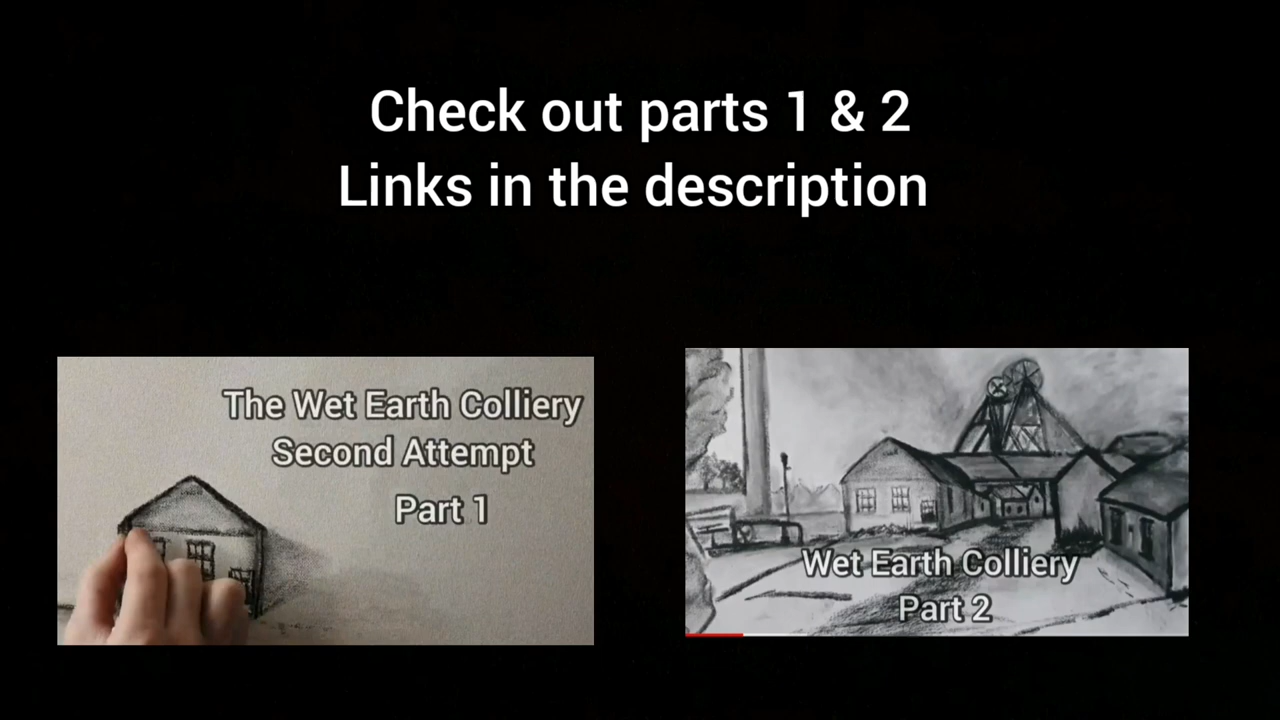 Check out parts 1 & 2
Links in the description
The Wet Earth Colliery
Second Attempt
Part 1
Wet Earth Colliery
Part 2